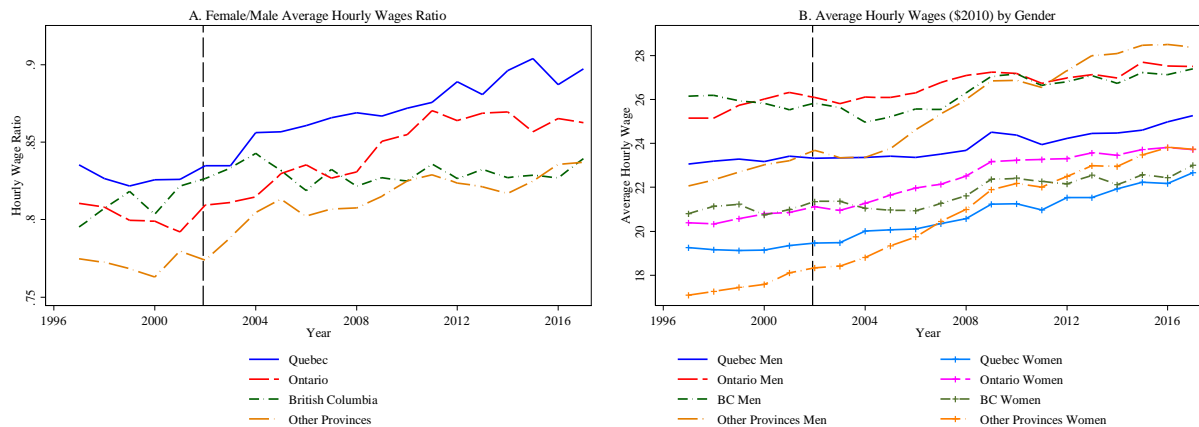 A. Female/Male Average Hourly Wages Ratio
Hourly Wage Ratio
.9
.85
.8
.75
1996 2000 2004 2008 2012 2016
Year
Quebec
Ontario
British Columbia
Other Provinces
B. Average Hourly Wages ($2010) by Gender
Average Hourly Wage
28
26
24
22
20
18
1996 2000 2004 2008 2012 2016
Year
Quebec Men Quebec Women
Ontario Men Ontario Women
BC Men BC Women
Other Provinces Men Other Provinces Women